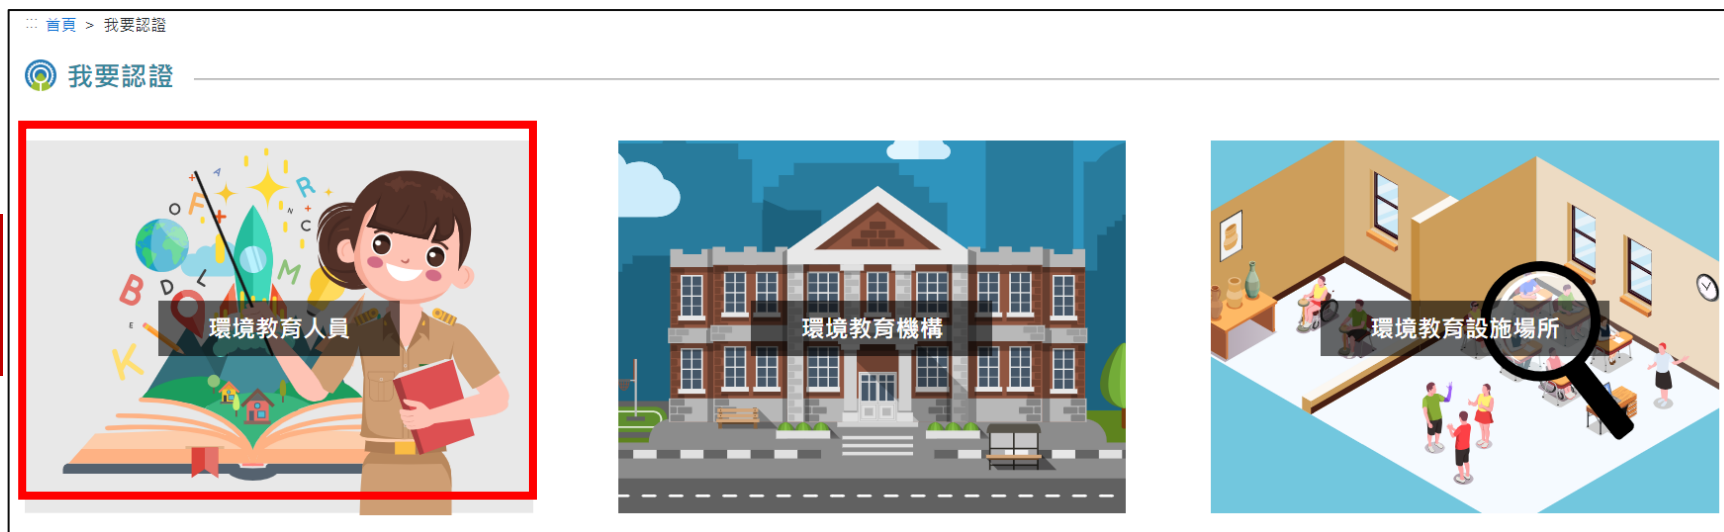 ::: 首頁 > 我要認證
我要認證
A
R
O
F
N
C
M
B
D
L
E
K
環境教育人員
環境教育機構
環境教育設施場所